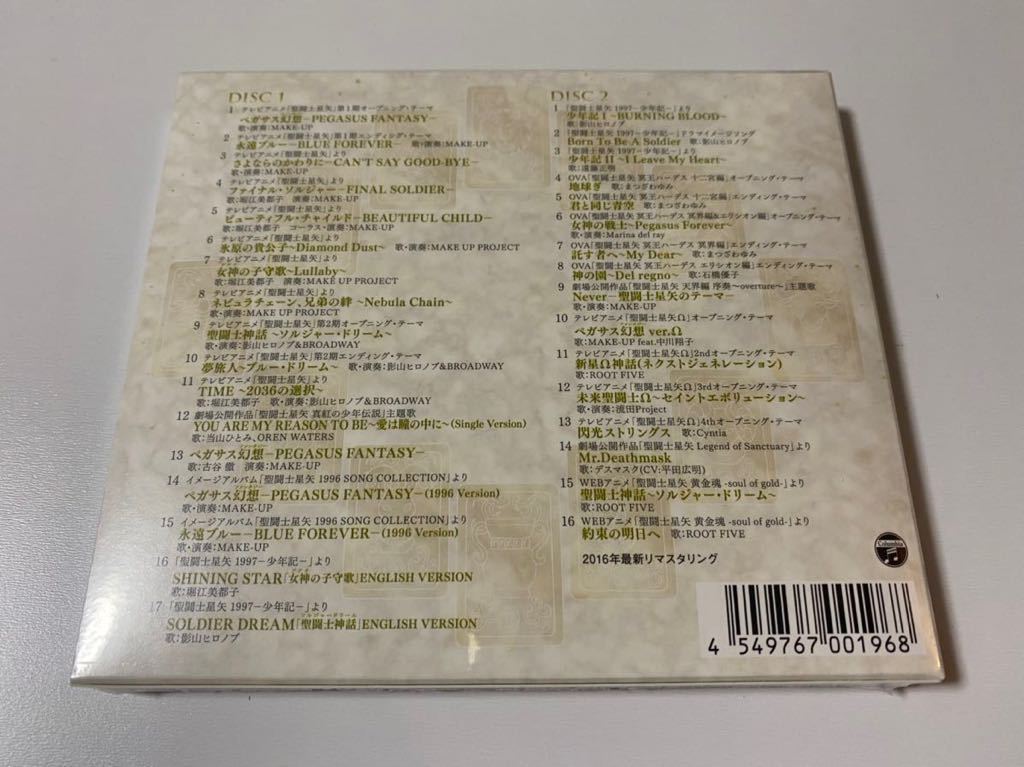 DISC 1
1 テレビアニメ「聖闘士星矢」第1期オープニング・テーマ
ペガサス幻想－PEGASUS FANTASY－
歌・演奏:MAKE-UP
2 テレビアニメ「聖闘士星矢」第1期エンディング・テーマ
永遠ブルー－BLUE FOREVER－ 歌・演奏:MAKE-UP
3 テレビアニメ「聖闘士星矢」より
さよならのかわりに－CAN'T SAY GOOD-BYE－
歌・演奏:MAKE-UP
4 テレビアニメ「聖闘士星矢」より
ファイナル・ソルジャー－FINAL SOLDIER－
歌:堀江美都子 演奏:MAKE-UP
5 テレビアニメ「聖闘士星矢」より
ビューティフル・チャイルド－BEAUTIFUL CHILD－
歌:堀江美都子 コーラス・演奏:MAKE-UP
6 テレビアニメ「聖闘士星矢」より
氷原の貴公子~Diamond Dust~ 歌・演奏:MAKE UP PROJECT
7 テレビアニメ「聖闘士星矢」より
女神の子守歌~Lullaby~
歌:堀江美都子 演奏:MAKE UP PROJECT
8 テレビアニメ「聖闘士星矢」より
ネビュラチェーン、兄弟の絆 ~Nebula Chain~
歌・演奏:MAKE UP PROJECT
9 テレビアニメ「聖闘士星矢」第2期オープニング・テーマ
聖闘士神話 ~ソルジャー・ドリーム~
歌・演奏:影山ヒロノブ&BROADWAY
10 テレビアニメ「聖闘士星矢」第2期エンディング・テーマ
夢旅人~ブルー・ドリーム~ 歌・演奏:影山ヒロノブ&BROADWAY
11 テレビアニメ「聖闘士星矢」より
TIME ~2036の選択~
歌:堀江美都子 歌・演奏:影山ヒロノブ&BROADWAY
12 劇場公開作品「聖闘士星矢 真紅の少年伝説」主題歌
YOU ARE MY REASON TO BE~愛は瞳の中に~(Single Version)
歌:当山ひとみ、OREN WATERS
13 ペガサス幻想－PEGASUS FANTASY－
歌:古谷 徹 演奏:MAKE-UP
14 イメージアルバム「聖闘士星矢 1996 SONG COLLECTION」より
ペガサス幻想－PEGASUS FANTASY－(1996 Version)
歌・演奏:MAKE-UP
15 イメージアルバム「聖闘士星矢 1996 SONG COLLECTION」より
永遠ブルー－BLUE FOREVER－(1996 Version)
歌・演奏:MAKE-UP
16 「聖闘士星矢 1997－少年記－」より
SHINING STAR「女神の子守歌」ENGLISH VERSION
歌:堀江美都子
17 「聖闘士星矢 1997－少年記－」より
SOLDIER DREAM「聖闘士神話」ENGLISH VERSION
歌:影山ヒロノブ
DISC 2
1 「聖闘士星矢 1997－少年記－」より
少年記 I ~BURNING BLOOD~
歌:影山ヒロノブ
2 「聖闘士星矢 1997－少年記－」ドラマイメージソング
Born To Be A Soldier 歌:影山ヒロノブ
3 「聖闘士星矢 1997－少年記－」より
少年記 II ~I Leave My Heart~
歌:遠藤正明
4 OVA「聖闘士星矢 冥王ハーデス 十二宮編」オープニング・テーマ
地球ぎ 歌:まつざわゆみ
5 OVA「聖闘士星矢 冥王ハーデス 十二宮編」エンディング・テーマ
君と同じ青空 歌:まつざわゆみ
6 OVA「聖闘士星矢 冥王ハーデス 冥界編&エリシオン編」オープニング・テーマ
女神の戦士~Pegasus Forever~
歌・演奏:Marina del ray
7 OVA「聖闘士星矢 冥王ハーデス 冥界編」エンディング・テーマ
託す者へ~My Dear~ 歌:まつざわゆみ
8 OVA「聖闘士星矢 冥王ハーデス エリシオン編」エンディング・テーマ
神の園~Del regno~ 歌:石橋優子
9 劇場公開作品「聖闘士星矢 天界編 序奏~overture~」主題歌
Never－聖闘士星矢のテーマ－
歌・演奏:MAKE-UP
10 テレビアニメ「聖闘士星矢Ω」オープニング・テーマ
ペガサス幻想 ver.Ω
歌:MAKE-UP feat.中川翔子
11 テレビアニメ「聖闘士星矢Ω」2ndオープニング・テーマ
新星Ω神話(ネクストジェネレーション)
歌:ROOT FIVE
12 テレビアニメ「聖闘士星矢Ω」3rdオープニング・テーマ
未来聖闘士Ω~セイントエボリューション~
歌・演奏:流田Project
13 テレビアニメ「聖闘士星矢Ω」4thオープニング・テーマ
閃光ストリングス 歌:Cyntia
14 劇場公開作品「聖闘士星矢 Legend of Sanctuary」より
Mr.Deathmask
歌:デスマスク(CV:平田広明)
15 WEBアニメ「聖闘士星矢 黄金魂 -soul of gold-」より
聖闘士神話~ソルジャー・ドリーム~
歌:ROOT FIVE
16 WEBアニメ「聖闘士星矢 黄金魂 -soul of gold-」より
約束の明日へ 歌:ROOT FIVE
2016年最新リマスタリング
Columbia
4 549767 001968